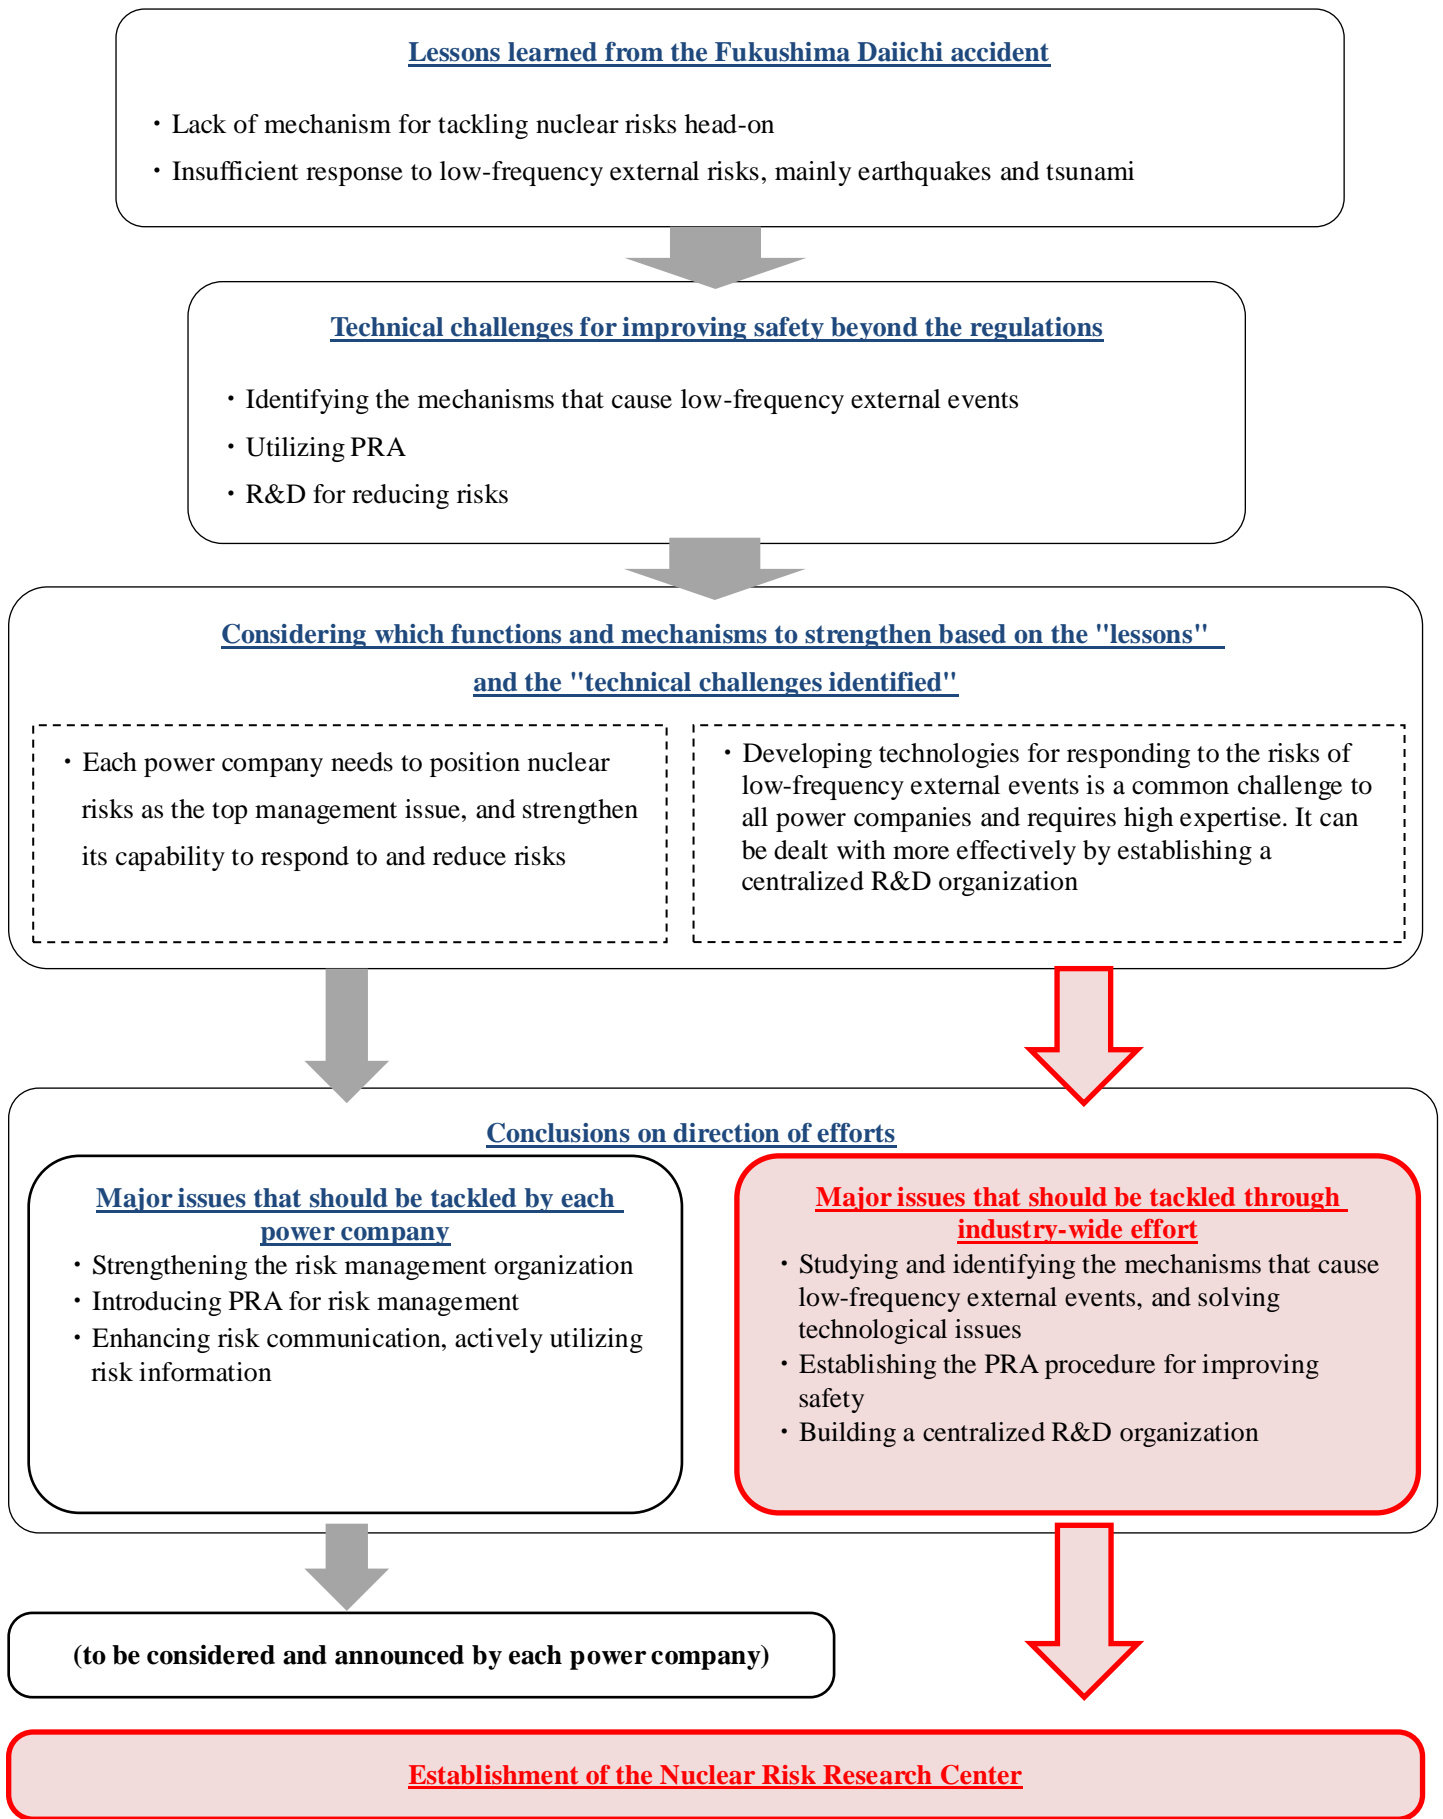 Lessons learned from the Fukushima Daiichi accident
・Lack of mechanism for tackling nuclear risks head-on
・Insufficient response to low-frequency external risks, mainly earthquakes and tsunami
Technical challenges for improving safety beyond the regulations
・Identifying the mechanisms that cause low-frequency external events
・Utilizing PRA
・R&D for reducing risks
Considering which functions and mechanisms to strengthen based on the "lessons"
and the "technical challenges identified"
・Each power company needs to position nuclear
risks as the top management issue, and strengthen
its capability to respond to and reduce risks
・Developing technologies for responding to the risks of
low-frequency external events is a common challenge to
all power companies and requires high expertise. It can
be dealt with more effectively by establishing a
centralized R&D organization
Conclusions on direction of efforts
Major issues that should be tackled by each
power company
・Strengthening the risk management organization
・Introducing PRA for risk management
・Enhancing risk communication, actively utilizing
risk information
Major issues that should be tackled through
industry-wide effort
・Studying and identifying the mechanisms that cause
low-frequency external events, and solving
technological issues
・Establishing the PRA procedure for improving
safety
・Building a centralized R&D organization
(to be considered and announced by each power company)
Establishment of the Nuclear Risk Research Center